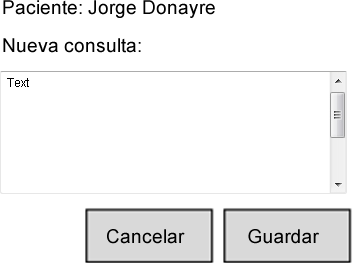 Paciente: Jorge Donayre
Nueva consulta:
Text
Cancelar
Guardar